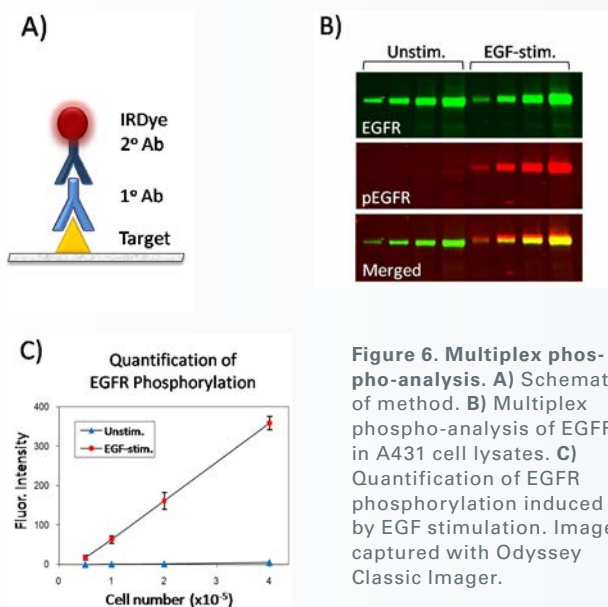 A)
IRDye
2º Ab
1º Ab
Target
B)
Unstim. EGF-stim.
EGFR
pEGFR
Merged
C)
Quantification of
EGFR Phosphorylation
Fluor. Intensity
400
300
200
100
0
Unstim.
EGF-stim.
0 1 2 3 4
Cell number (x10-5)
Figure 6. Multiplex phos-
pho-analysis. A) Schemat
of method. B) Multiplex
phospho-analysis of EGFR
in A431 cell lysates. C)
Quantification of EGFR
phosphorylation induced
by EGF stimulation. Image
captured with Odyssey
Classic Imager.